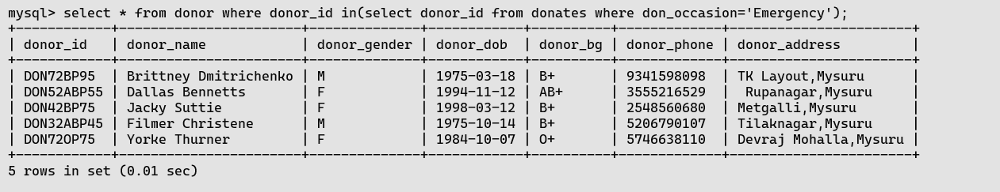 mysql> select * from donor where donor_id in(select donor_id from donates where don_occasion='Emergency');
+------------+-----------------------+--------------+------------+----------+-------------+----------------------+
| donor_id   | donor_name            | donor_gender | donor_dob  | donor_bg | donor_phone | donor_address        |
+------------+-----------------------+--------------+------------+----------+-------------+----------------------+
| DON72BP95  | Brittney Dmitrichenko | M            | 1975-03-18 | B+       | 9341598098  | TK Layout,Mysuru     |
| DON52ABP55 | Dallas Bennetts       | F            | 1994-11-12 | AB+      | 3555216529  |  Rupanagar,Mysuru    |
| DON42BP75  | Jacky Suttie          | F            | 1998-03-12 | B+       | 2548560680  | Metgalli,Mysuru      |
| DON32ABP45 | Filmer Christene      | M            | 1975-10-14 | B+       | 5206790107  | Tilaknagar,Mysuru    |
| DON72OP75  | Yorke Thurner         | F            | 1984-10-07 | O+       | 5746638110  | Devraj Mohalla,Mysuru |
+------------+-----------------------+--------------+------------+----------+-------------+----------------------+
5 rows in set (0.01 sec)